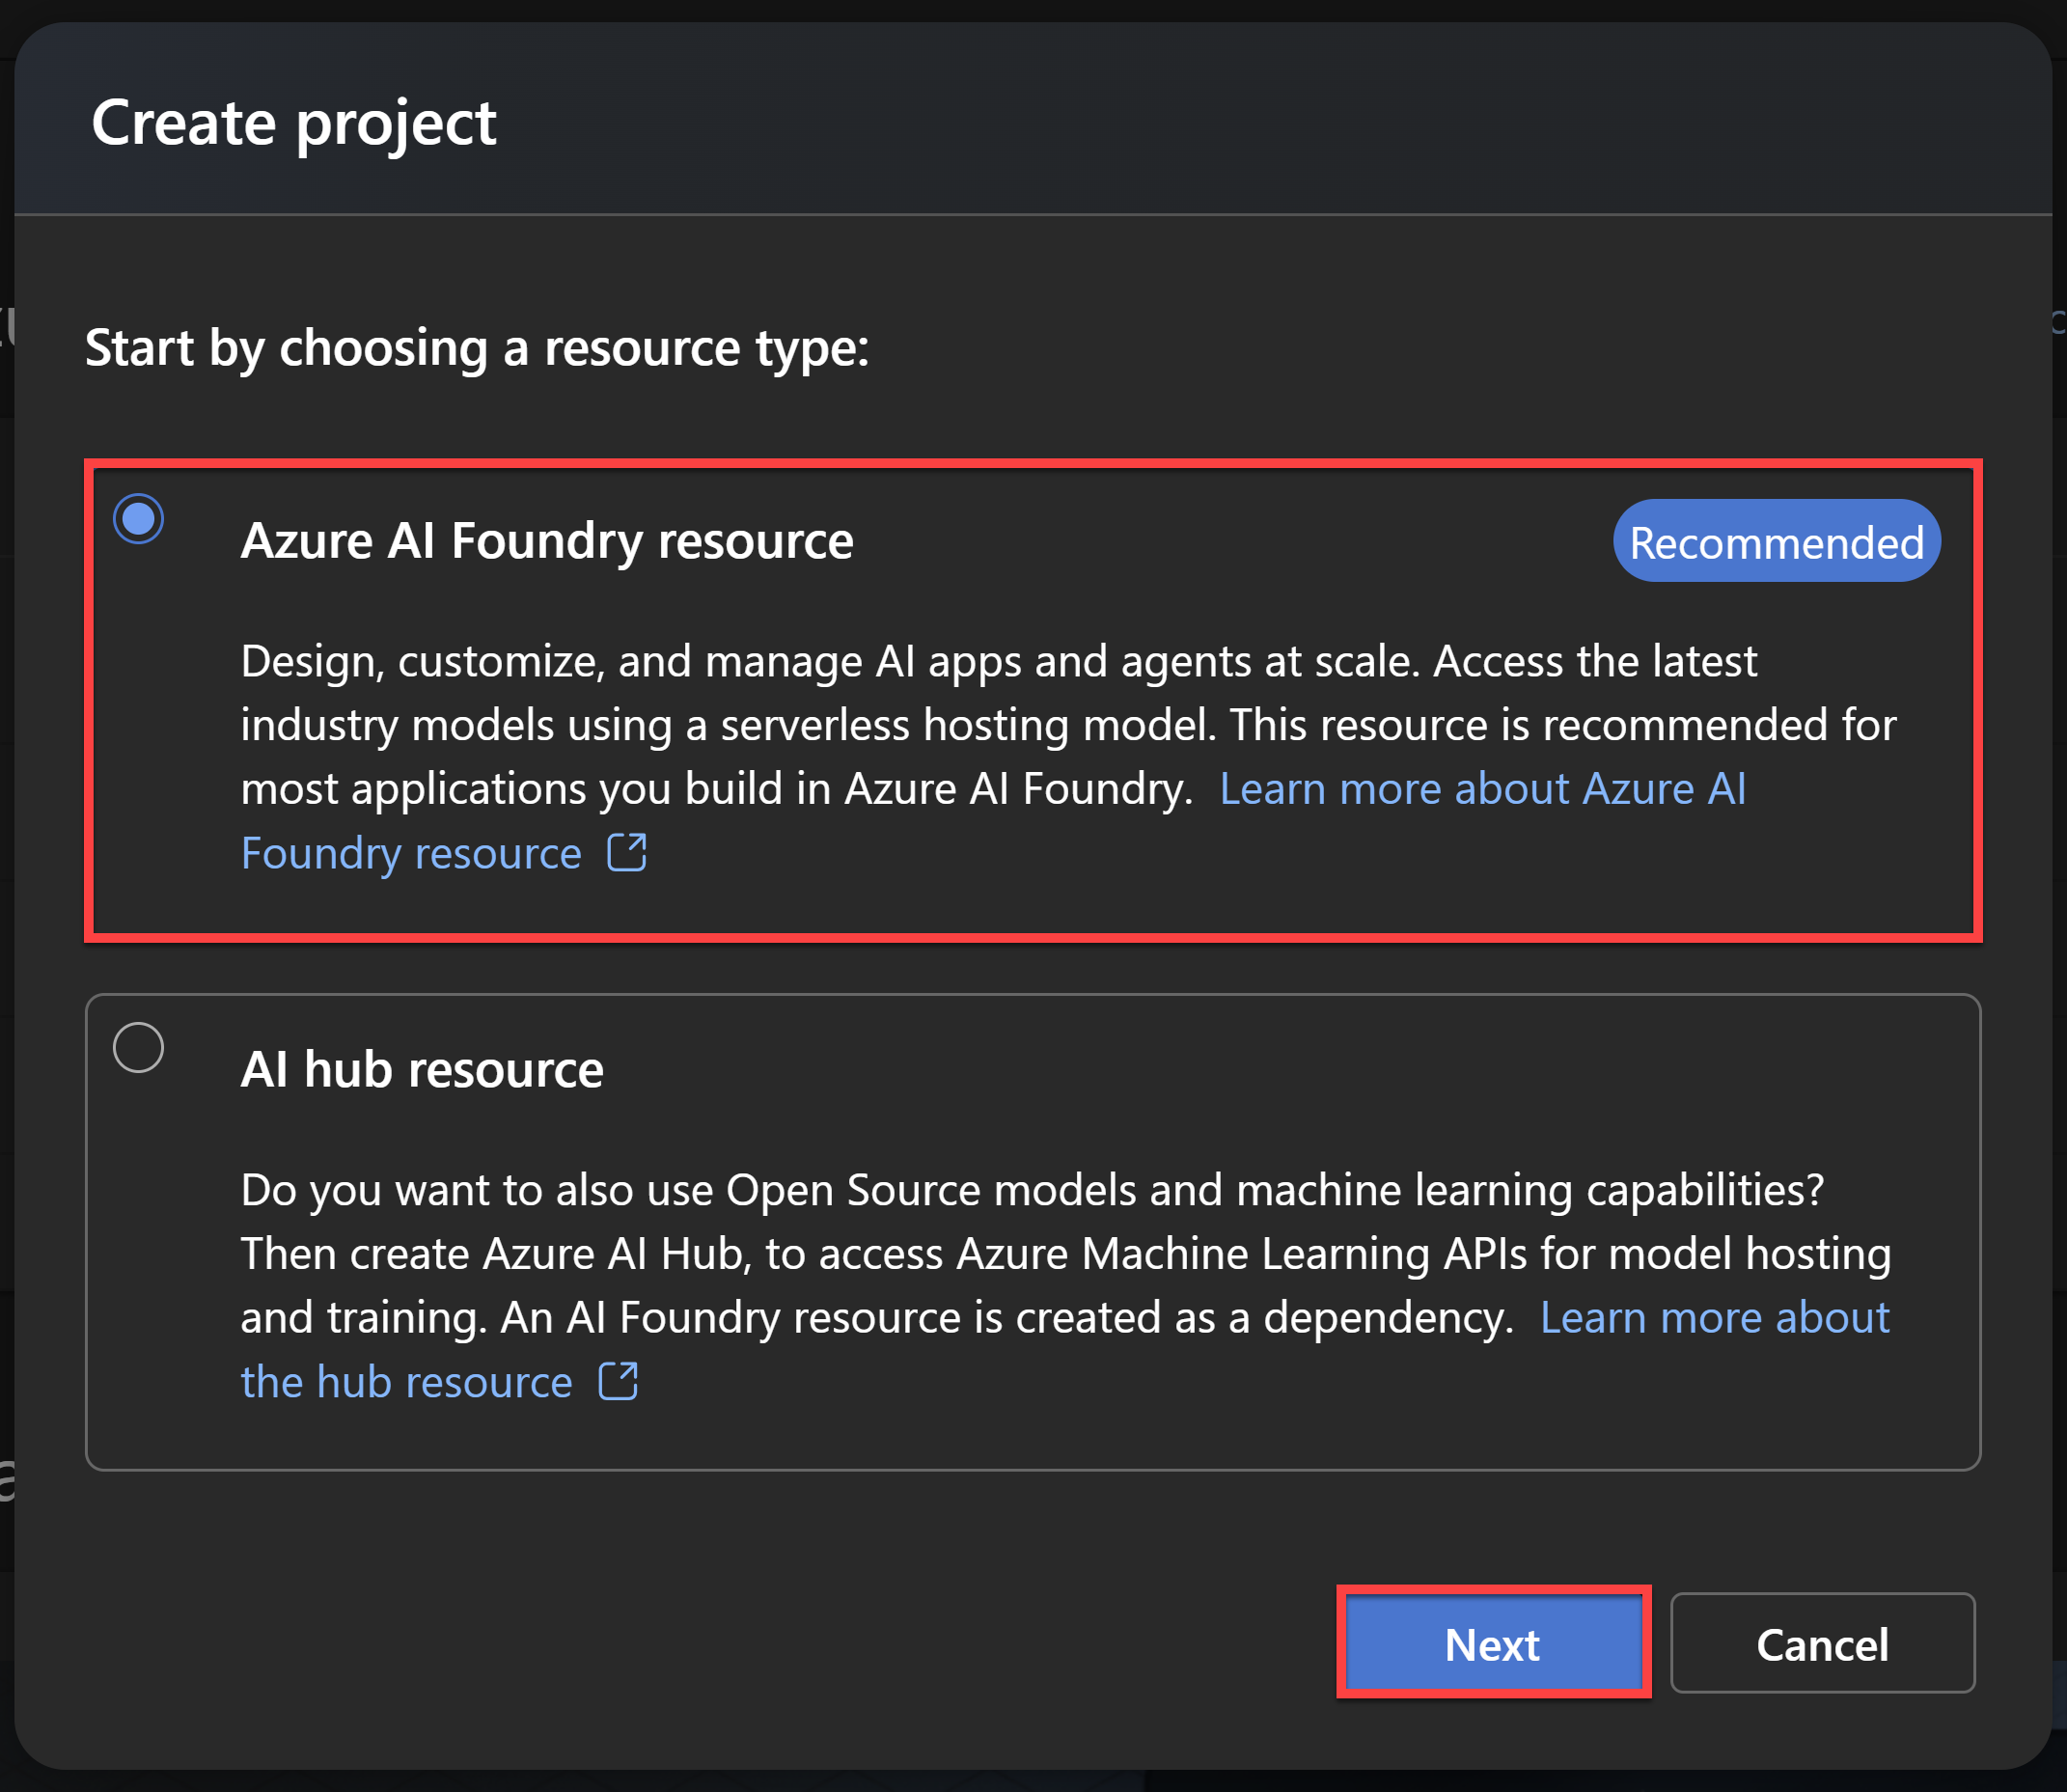 Create project
Start by choosing a resource type:
Azure AI Foundry resource
Recommended
Design, customize, and manage AI apps and agents at scale. Access the latest
industry models using a serverless hosting model. This resource is recommended for
most applications you build in Azure AI Foundry. Learn more about Azure AI
Foundry resource
AI hub resource
Do you want to also use Open Source models and machine learning capabilities?
Then create Azure AI Hub, to access Azure Machine Learning APIs for model hosting
and training. An AI Foundry resource is created as a dependency. Learn more about
the hub resource
Next
Cancel